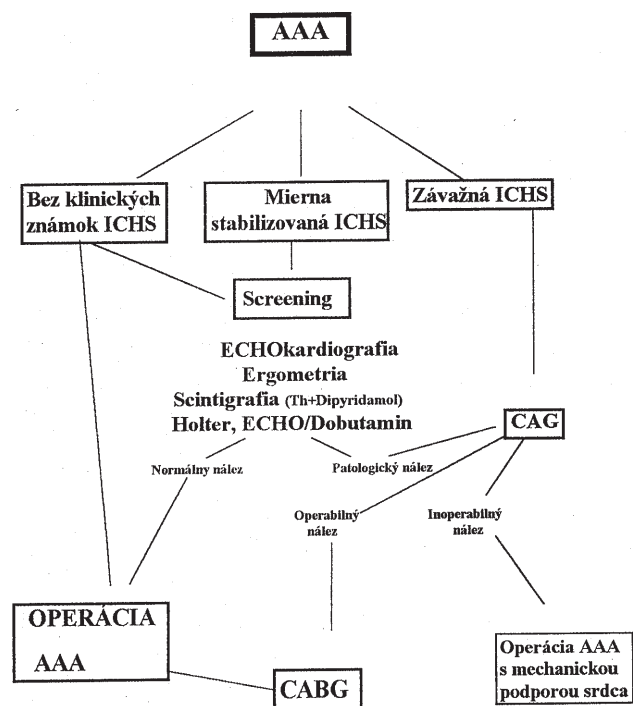 AAA
Bez klinických
známok ICHS
Mierna
stabilizovaná ICHS
Závažná ICHS
Screening
ECHOkardiografia
Ergometria
Scintigrafia (Th+Dipyridamol)
Holter, ECHO/Dobutamin
CAG
Normálny nález
Patologický nález
Operabilný
nález
Inoperabilný
nález
OPERÁCIA
AAA
CABG
Operácia AAA
s mechanickou
podporou srdca